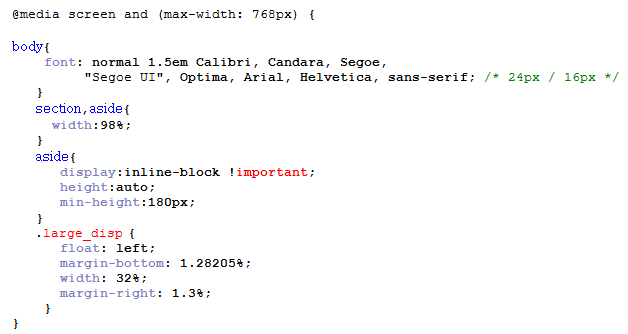 @media screen and (max-width: 768px) {
body{
font: normal 1.5em Calibri, Candara, Segoe,
"Segoe UI", Optima, Arial, Helvetica, sans-serif; /* 24px / 16px */
}
section,aside{
width:98%;
}
aside{
display:inline-block !important;
height:auto;
min-height:180px;
}
.large_disp {
float: left;
margin-bottom: 1.28205%;
width: 32%;
margin-right: 1.3%;
}
}